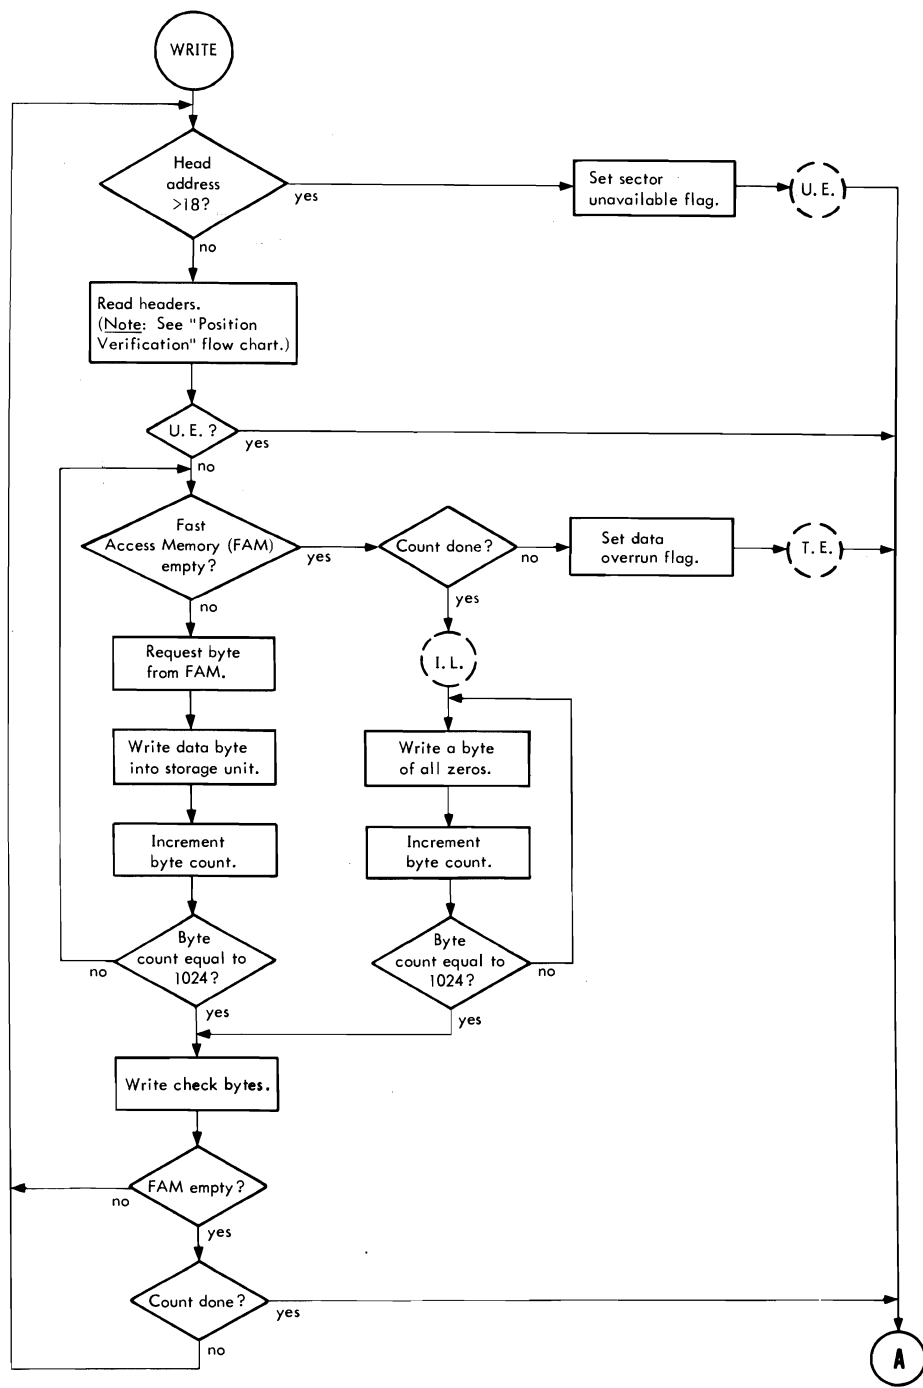 WRITE
Head
address
>18?
yes
Set sector
unavailable flag.
U.E.
no
Read headers.
(Note: See "Position
Verification" flow chart.)
U.E.?
yes
no
Fast
Access Memory (FAM)
empty?
yes
Count done?
no
Set data
overrun flag.
T.E.
no
yes
Request byte
from FAM.
I.L.
Write data byte
into storage unit.
Write a byte
of all zeros.
Increment
byte count.
Increment
byte count.
Byte
count equal to
1024?
no
Byte
count equal to
1024?
no
yes
yes
Write check bytes.
FAM empty?
no
yes
Count done?
yes
no
A